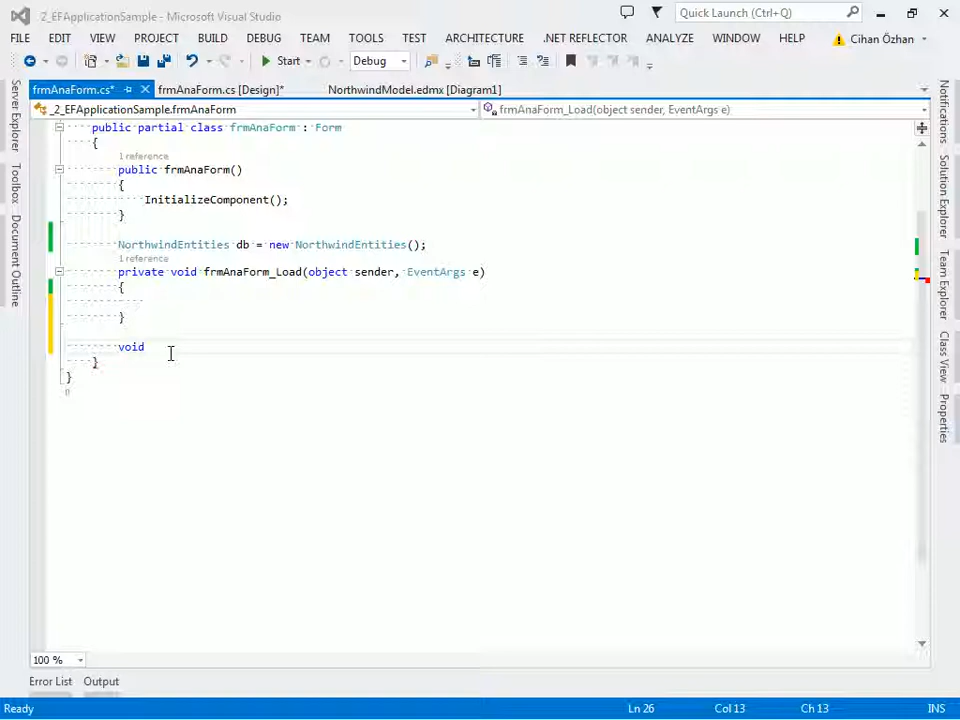 2_EFApplicationSample - Microsoft Visual Studio
Quick Launch (Ctrl+Q)
FILE EDIT VIEW PROJECT BUILD DEBUG TEAM TOOLS TEST ARCHITECTURE .NET REFLECTOR ANALYZE WINDOW HELP Cihan Özhan
Start Debug
frmAnaForm.cs* frmAnaForm.cs [Design]* NorthwindModel.edmx [Diagram1]
_2_EFApplicationSample.frmAnaForm frmAnaForm_Load(object sender, EventArgs e)
public partial class frmAnaForm : Form
{
1 reference
public frmAnaForm()
{
InitializeComponent();
}
NorthwindEntities db = new NorthwindEntities();
1 reference
private void frmAnaForm_Load(object sender, EventArgs e)
{
}
void
}
}
Server Explorer
Toolbox
Document Outline
Notifications
Solution Explorer
Team Explorer
Class View
Properties
100 %
Error List Output
Ready Ln 26 Col 13 Ch 13 INS